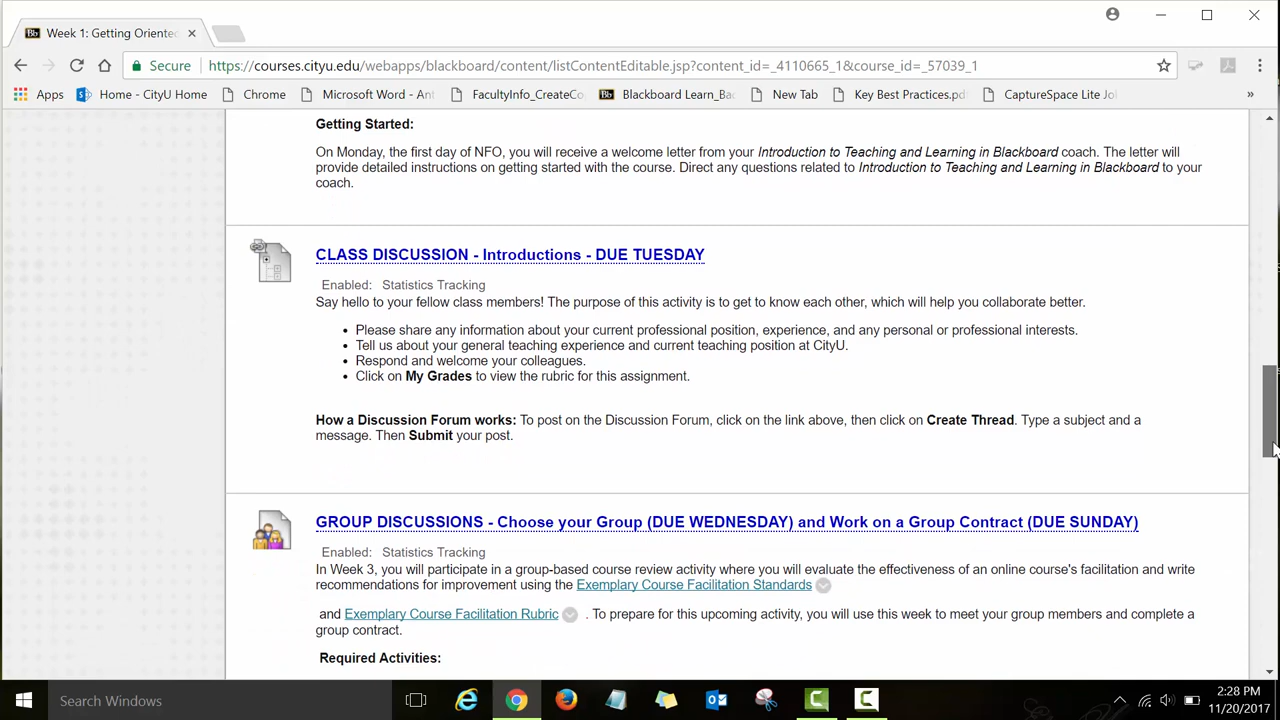 Week 1: Getting Oriented
Secure https://courses.cityu.edu/webapps/blackboard/content/listContentEditable.jsp?content_id=_4110665_1&course_id=_57039_1
Apps Home - CityU Home Chrome Microsoft Word - Ant FacultyInfo_CreateCo Blackboard Learn_Bac New Tab Key Best Practices.pdf CaptureSpace Lite Jo »
Getting Started:
On Monday, the first day of NFO, you will receive a welcome letter from your Introduction to Teaching and Learning in Blackboard coach. The letter will
provide detailed instructions on getting started with the course. Direct any questions related to Introduction to Teaching and Learning in Blackboard to your
coach.
CLASS DISCUSSION - Introductions - DUE TUESDAY
Enabled: Statistics Tracking
Say hello to your fellow class members! The purpose of this activity is to get to know each other, which will help you collaborate better.
• Please share any information about your current professional position, experience, and any personal or professional interests.
• Tell us about your general teaching experience and current teaching position at CityU.
• Respond and welcome your colleagues.
• Click on My Grades to view the rubric for this assignment.
How a Discussion Forum works: To post on the Discussion Forum, click on the link above, then click on Create Thread. Type a subject and a
message. Then Submit your post.
GROUP DISCUSSIONS - Choose your Group (DUE WEDNESDAY) and Work on a Group Contract (DUE SUNDAY)
Enabled: Statistics Tracking
In Week 3, you will participate in a group-based course review activity where you will evaluate the effectiveness of an online course's facilitation and write
recommendations for improvement using the Exemplary Course Facilitation Standards
and Exemplary Course Facilitation Rubric . To prepare for this upcoming activity, you will use this week to meet your group members and complete a
group contract.
Required Activities:
Search Windows
2:28 PM
11/20/2017